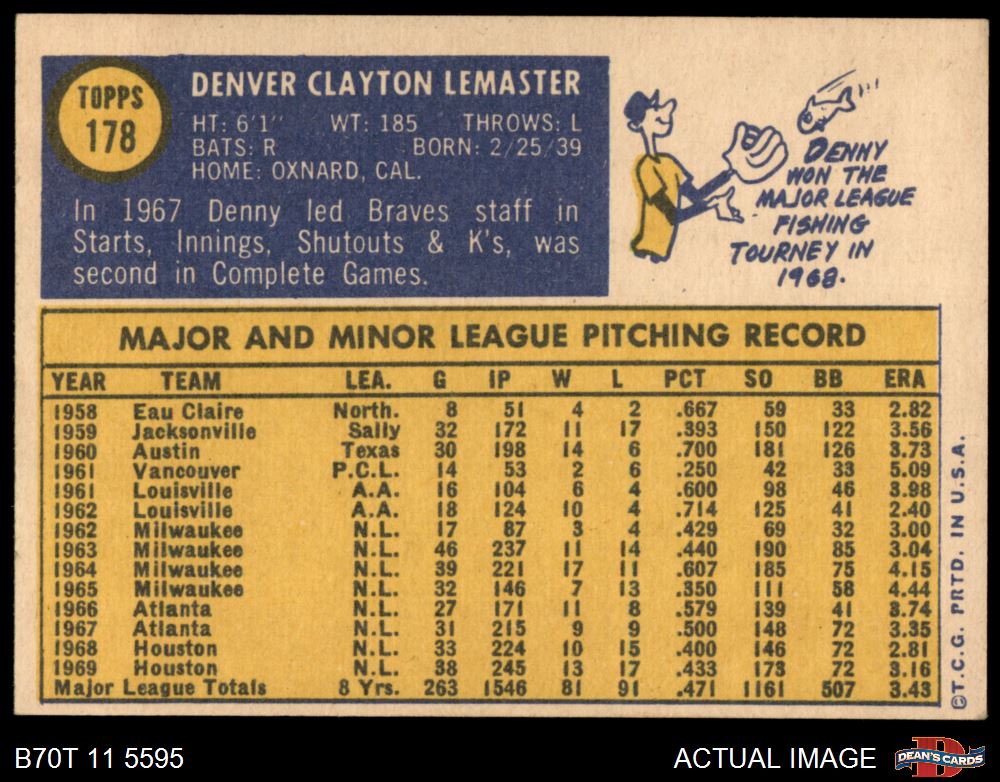 TOPPS
178
DENVER CLAYTON LEMASTER
HT: 6'1" WT: 185 THROWS: L
BATS: R BORN: 2/25/39
HOME: OXNARD, CAL.
In 1967 Denny led Braves staff in
Starts, Innings, Shutouts & K's, was
second in Complete Games.
DENNY
WON THE
MAJOR LEAGUE
FISHING
TOURNEY IN
1968.
MAJOR AND MINOR LEAGUE PITCHING RECORD
YEAR TEAM LEA. G IP W L PCT SO BB ERA
1958 Eau Claire North. 8 51 4 2 .667 59 33 2.82
1959 Jacksonville Sally 32 172 11 17 .393 150 122 3.56
1960 Austin Texas 30 198 14 6 .700 181 126 3.73
1961 Vancouver P.C.L. 14 53 2 6 .250 42 33 5.09
1961 Louisville A.A. 16 104 6 4 .600 98 46 3.98
1962 Louisville A.A. 18 124 10 4 .714 125 41 2.40
1962 Milwaukee N.L. 17 87 3 4 .429 69 32 3.00
1963 Milwaukee N.L. 46 237 11 14 .440 190 85 3.04
1964 Milwaukee N.L. 39 221 17 11 .607 185 75 4.15
1965 Milwaukee N.L. 32 146 7 13 .350 111 58 4.44
1966 Atlanta N.L. 27 171 11 8 .579 139 41 3.74
1967 Atlanta N.L. 31 215 9 9 .500 148 72 3.35
1968 Houston N.L. 33 224 10 15 .400 146 72 2.81
1969 Houston N.L. 38 245 13 17 .433 173 72 3.16
Major League Totals 8 Yrs. 263 1546 81 91 .471 1161 507 3.43
©T.C.G. PRTD. IN U.S.A.
B70T 11 5595
ACTUAL IMAGE
D
DEAN'S CARDS